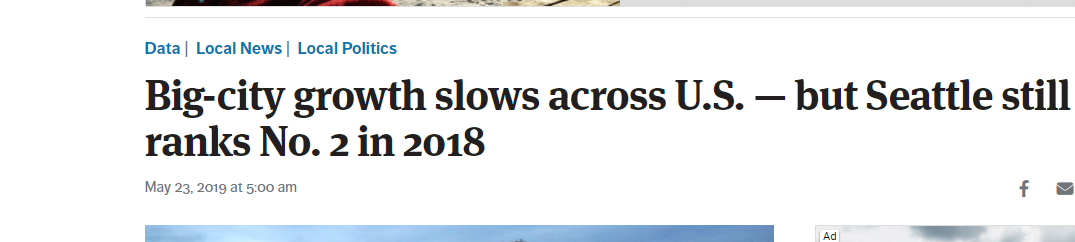 Data | Local News | Local Politics
Big-city growth slows across U.S. — but Seattle still
ranks No. 2 in 2018
May 23, 2019 at 5:00 am
Ad